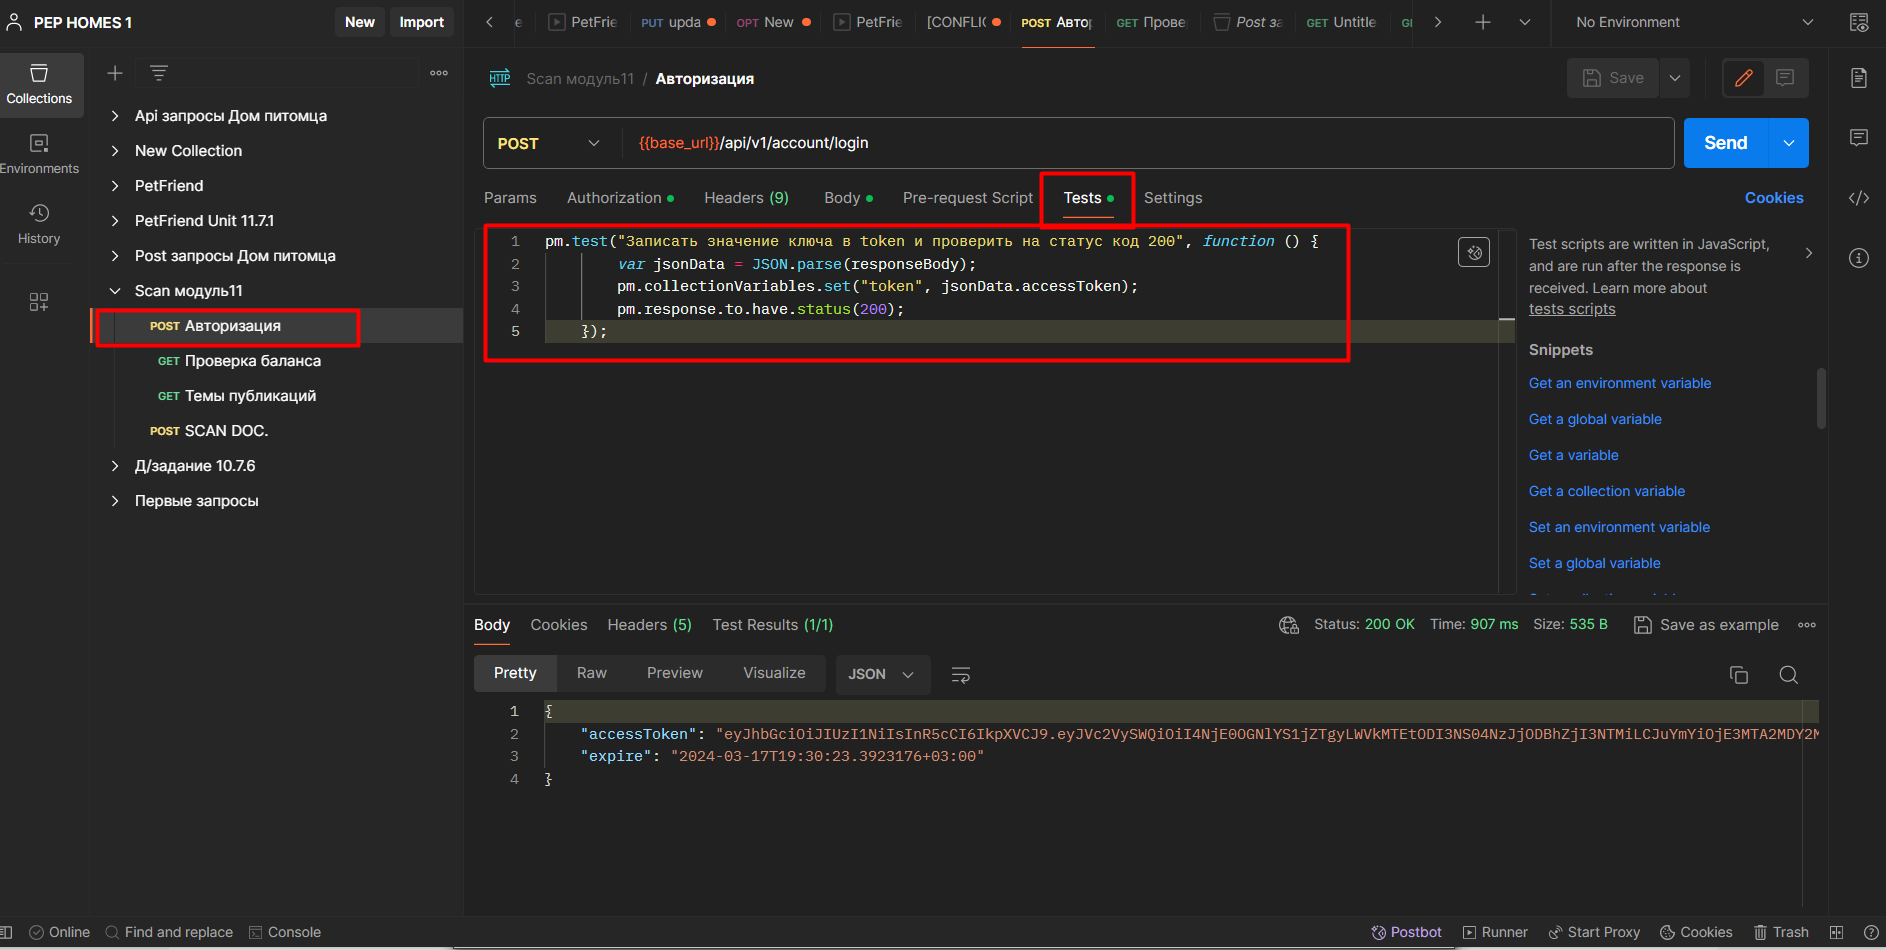 PEP HOMES 1
New
Import
PetFrie
PUT upda
OPT New
PetFrie
[CONFLIC
POST Автор
GET Прове
Post за
GET Untitle
No Environment
Collections
Environments
History
Api запросы Дом питомца
New Collection
PetFriend
PetFriend Unit 11.7.1
Post запросы Дом питомца
Scan модуль11
POST Авторизация
GET Проверка баланса
GET Темы публикаций
POST SCAN DOC.
Д/задание 10.7.6
Первые запросы
HTTP Scan модуль11 / Авторизация
Save
POST {{base_url}}/api/v1/account/login
Send
Params Authorization Headers (9) Body Pre-request Script Tests Settings
Cookies
1 pm.test("Записать значение ключа в token и проверить на статус код 200", function () {
2 var jsonData = JSON.parse(responseBody);
3 pm.collectionVariables.set("token", jsonData.accessToken);
4 pm.response.to.have.status(200);
5 });
Test scripts are written in JavaScript,
and are run after the response is
received. Learn more about
tests scripts
Snippets
Get an environment variable
Get a global variable
Get a variable
Get a collection variable
Set an environment variable
Set a global variable
Body Cookies Headers (5) Test Results (1/1)
Status: 200 OK Time: 907 ms Size: 535 B Save as example
Pretty Raw Preview Visualize JSON
1 {
2 "accessToken": "eyJhbGciOiJIUzI1NiIsInR5cCI6IkpXVCJ9.eyJVc2VySWQiOiI4NjE0OGNlYS1jZTgyLWVkMTEtODI3NS04NzJjODBhZjI3NTMiLCJuYmYiOjE3MTA2MDY2M
3 "expire": "2024-03-17T19:30:23.3923176+03:00"
4 }
Online Find and replace Console
Postbot Runner Start Proxy Cookies Trash